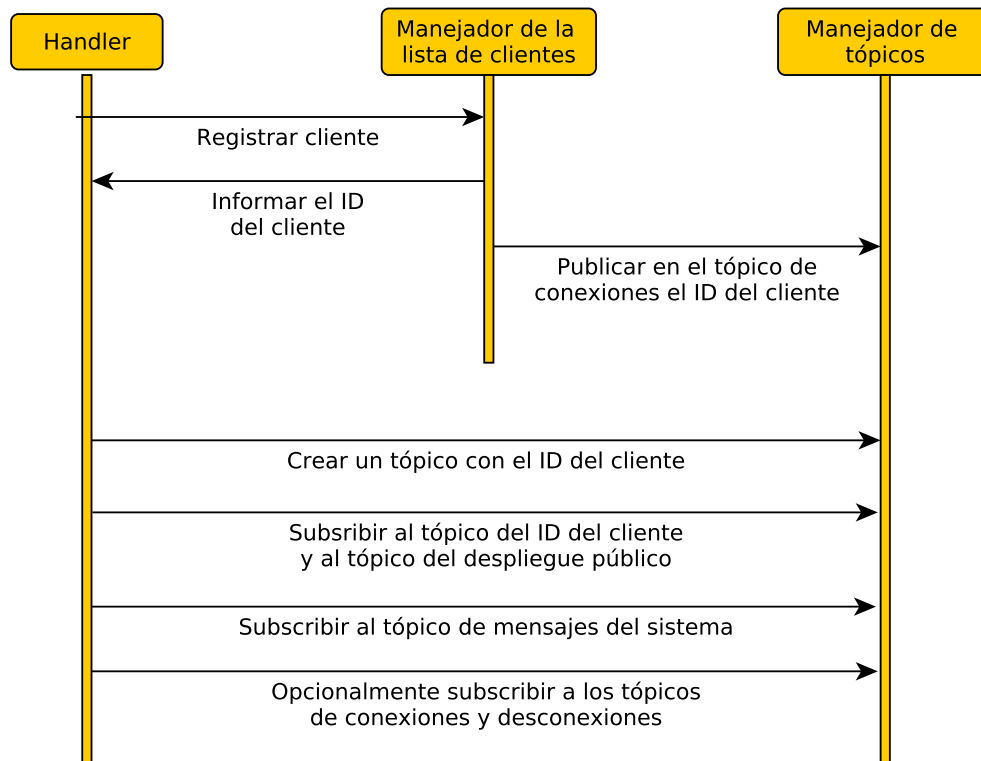 Handler
Manejador de la
lista de clientes
Manejador de
tópicos
Registrar cliente
Informar el ID
del cliente
Publicar en el tópico de
conexiones el ID del cliente
Crear un tópico con el ID del cliente
Subsribir al tópico del ID del cliente
y al tópico del despliegue público
Subscribir al tópico de mensajes del sistema
Opcionalmente subscribir a los tópicos
de conexiones y desconexiones